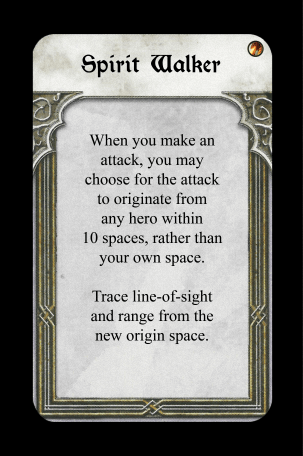 Spirit Walker
When you make an
attack, you may
choose for the attack
to originate from
any hero within
10 spaces, rather than
your own space.
Trace line-of-sight
and range from the
new origin space.